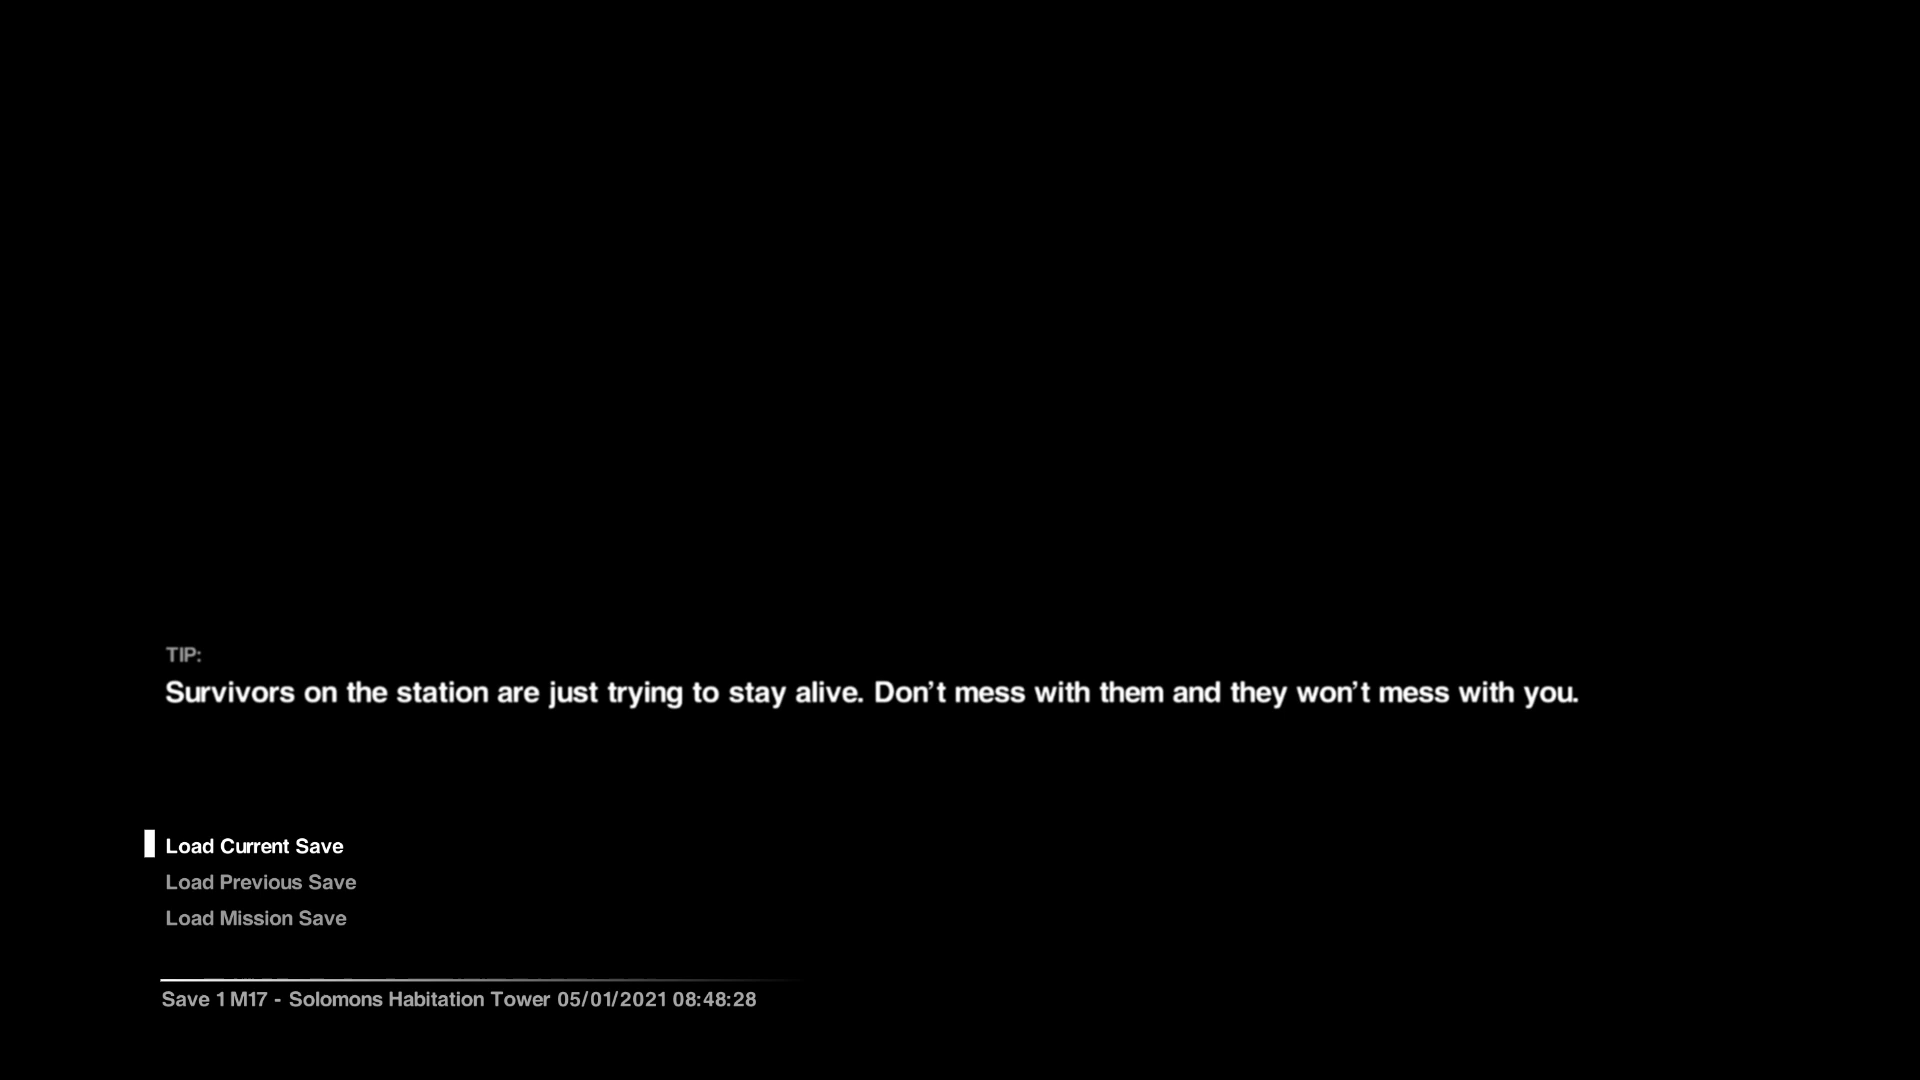 TIP:
Survivors on the station are just trying to stay alive. Don’t mess with them and they won’t mess with you.
Load Current Save
Load Previous Save
Load Mission Save
Save 1 M17 - Solomons Habitation Tower 05/01/2021 08:48:28